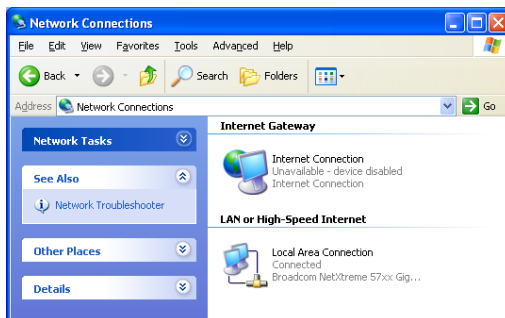 Network Connections
File Edit View Favorites Tools Advanced Help
Back Search Folders
Address Network Connections Go
Network Tasks
See Also
Network Troubleshooter
Other Places
Details
Internet Gateway
Internet Connection
Unavailable - device disabled
Internet Connection
LAN or High-Speed Internet
Local Area Connection
Connected
Broadcom NetXtreme 57xx Gig...